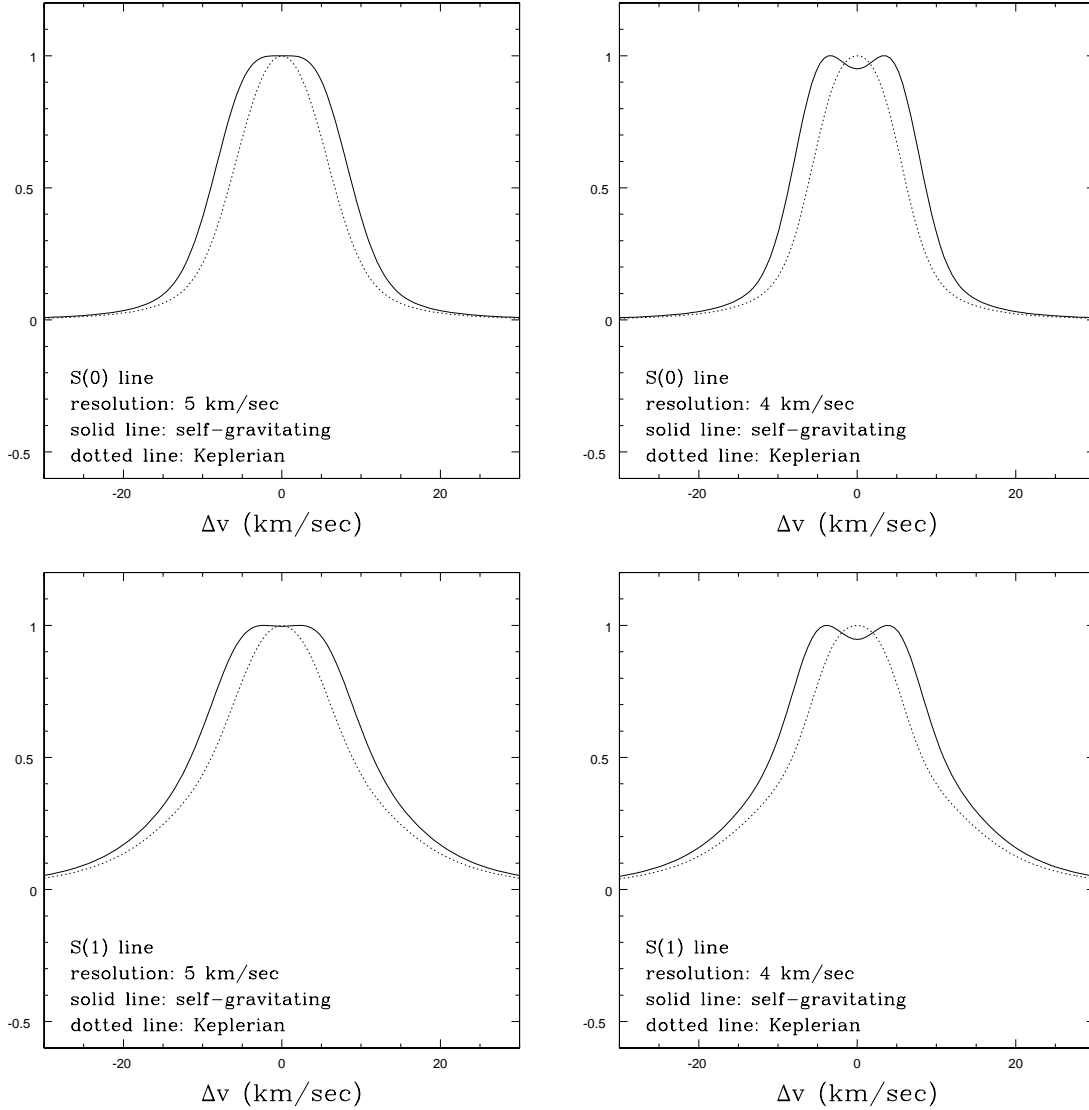 1
0.5
0
-0.5
S(0) line
resolution: 5 km/sec
solid line: self-gravitating
dotted line: Keplerian
-20 0 20
Δv (km/sec)
1
0.5
0
-0.5
S(0) line
resolution: 4 km/sec
solid line: self-gravitating
dotted line: Keplerian
-20 0 20
Δv (km/sec)
1
0.5
0
-0.5
S(1) line
resolution: 5 km/sec
solid line: self-gravitating
dotted line: Keplerian
-20 0 20
Δv (km/sec)
1
0.5
0
-0.5
S(1) line
resolution: 4 km/sec
solid line: self-gravitating
dotted line: Keplerian
-20 0 20
Δv (km/sec)